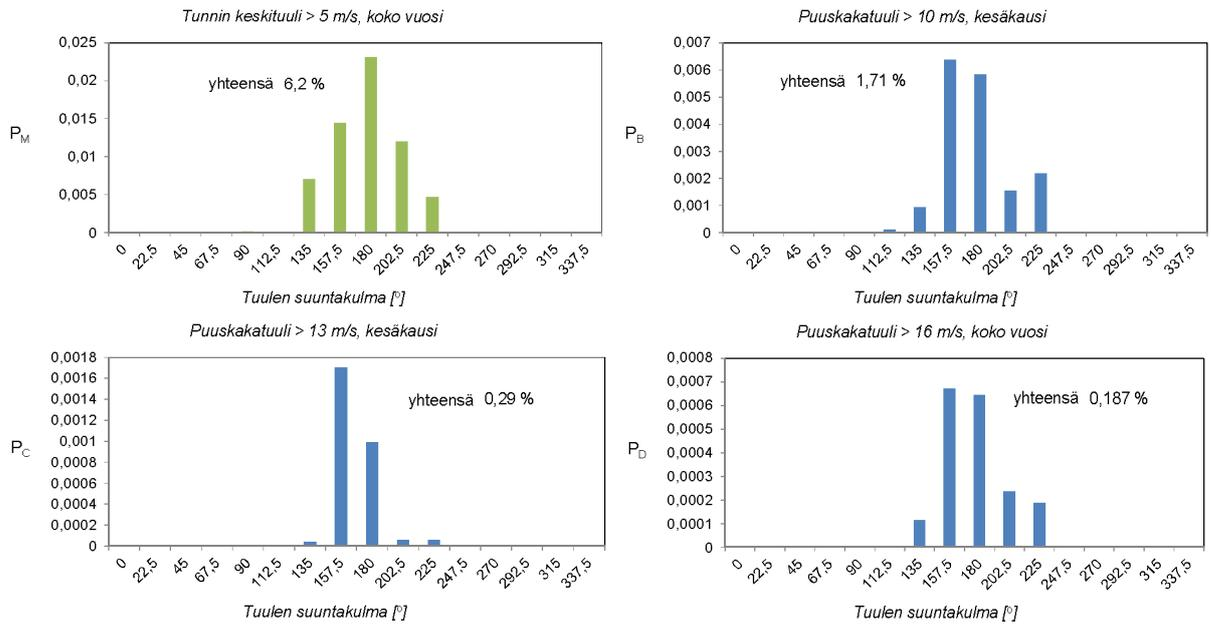 Tunnin keskituuli > 5 m/s, koko vuosi
0,025
0,02
0,015
0,01
0,005
0
P_M
yhteensä 6,2 %
0 22,5 45 67,5 90 112,5 135 157,5 180 202,5 225 247,5 270 292,5 315 337,5
Tuulen suuntakulma [º]
Puuskakatuuli > 10 m/s, kesäkausi
0,007
0,006
0,005
0,004
0,003
0,002
0,001
0
P_B
yhteensä 1,71 %
0 22,5 45 67,5 90 112,5 135 157,5 180 202,5 225 247,5 270 292,5 315 337,5
Tuulen suuntakulma [º]
Puuskakatuuli > 13 m/s, kesäkausi
0,0018
0,0016
0,0014
0,0012
0,001
0,0008
0,0006
0,0004
0,0002
0
P_C
yhteensä 0,29 %
0 22,5 45 67,5 90 112,5 135 157,5 180 202,5 225 247,5 270 292,5 315 337,5
Tuulen suuntakulma [º]
Puuskakatuuli > 16 m/s, koko vuosi
0,0008
0,0007
0,0006
0,0005
0,0004
0,0003
0,0002
0,0001
0
P_D
yhteensä 0,187 %
0 22,5 45 67,5 90 112,5 135 157,5 180 202,5 225 247,5 270 292,5 315 337,5
Tuulen suuntakulma [º]